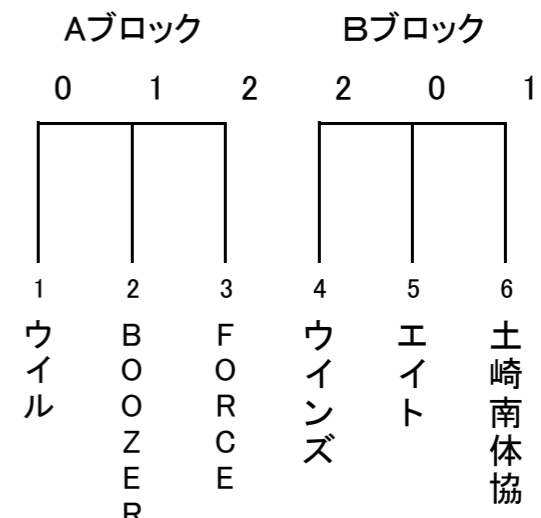 Aブロック Bブロック
0 1 2 2 0 1
1 2 3 4 5 6
ウイル
BOOZER
FORCE
ウインズ
エイト
土崎南体協